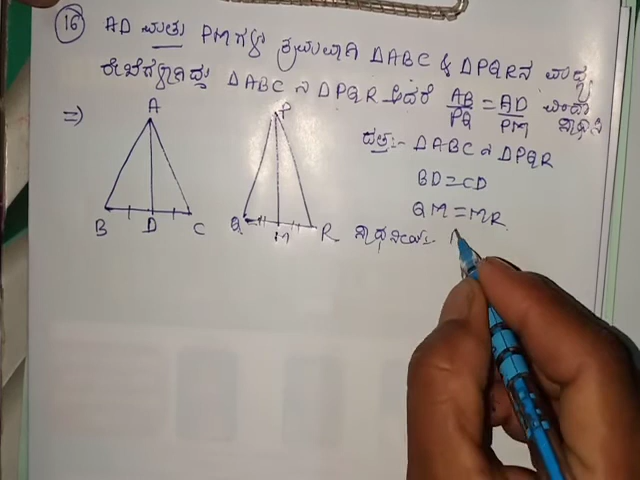 16 AD ಮತ್ತು PM ಗಳು ಕ್ರಮವಾಗಿ ΔABC & ΔPQR ನ ಮಧ್ಯ
ರೇಖೆಗಳಾಗಿದ್ದು ΔABC ∾ ΔPQR ಆದರೆ AB/PQ = AD/PM ಎಂದು ಸಾಧಿಸಿ
=>
A
B D C
P
Q M R
ದತ್ತ:- ΔABC ∾ ΔPQR
BD=CD
QM=MR.
ಸಾಧನೀಯ: